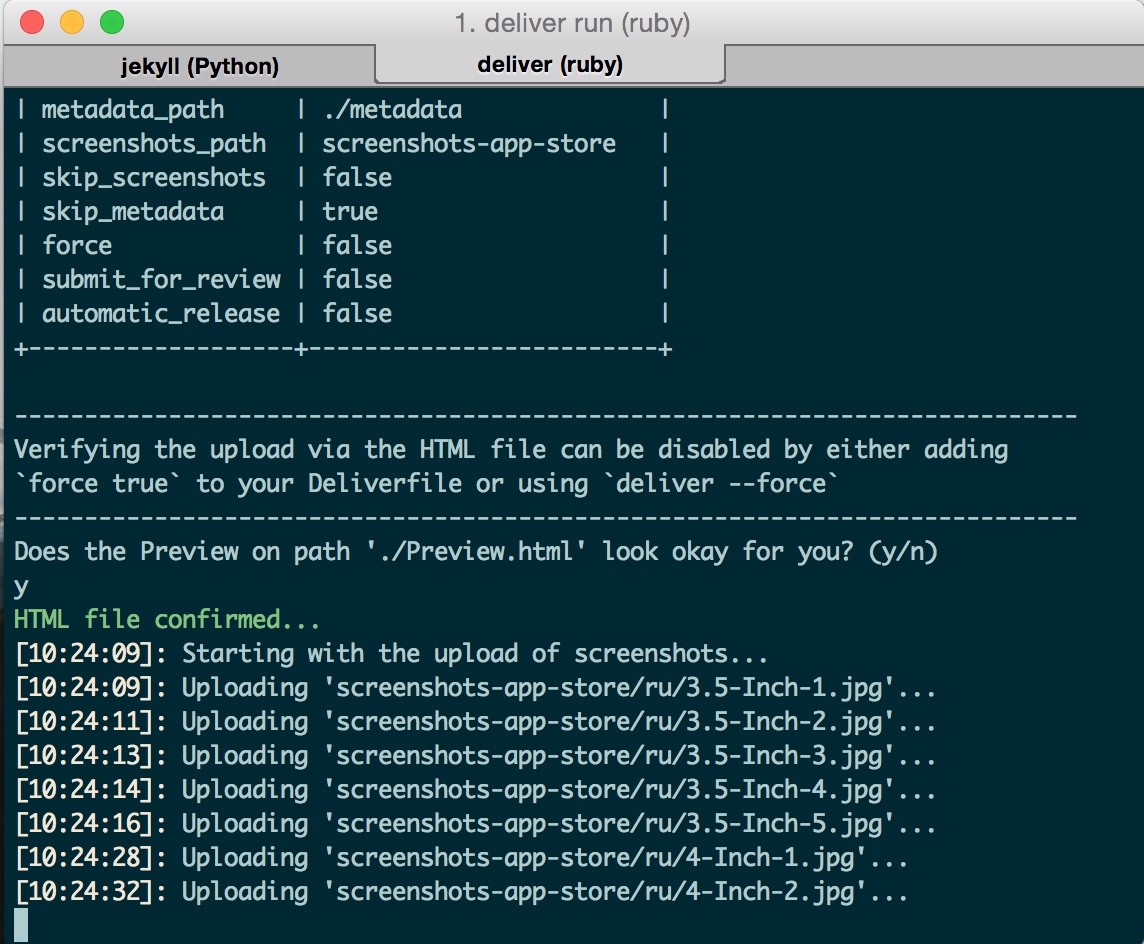 1. deliver run (ruby)
jekyll (Python) deliver (ruby)
| metadata_path     | ./metadata              |
| screenshots_path  | screenshots-app-store   |
| skip_screenshots  | false                   |
| skip_metadata     | true                    |
| force             | false                   |
| submit_for_review | false                   |
| automatic_release | false                   |
+-------------------+-------------------------+
----------------------------------------------------------------------------
Verifying the upload via the HTML file can be disabled by either adding
`force true` to your Deliverfile or using `deliver --force`
----------------------------------------------------------------------------
Does the Preview on path './Preview.html' look okay for you? (y/n)
y
HTML file confirmed...
[10:24:09]: Starting with the upload of screenshots...
[10:24:09]: Uploading 'screenshots-app-store/ru/3.5-Inch-1.jpg'...
[10:24:11]: Uploading 'screenshots-app-store/ru/3.5-Inch-2.jpg'...
[10:24:13]: Uploading 'screenshots-app-store/ru/3.5-Inch-3.jpg'...
[10:24:14]: Uploading 'screenshots-app-store/ru/3.5-Inch-4.jpg'...
[10:24:16]: Uploading 'screenshots-app-store/ru/3.5-Inch-5.jpg'...
[10:24:28]: Uploading 'screenshots-app-store/ru/4-Inch-1.jpg'...
[10:24:32]: Uploading 'screenshots-app-store/ru/4-Inch-2.jpg'...